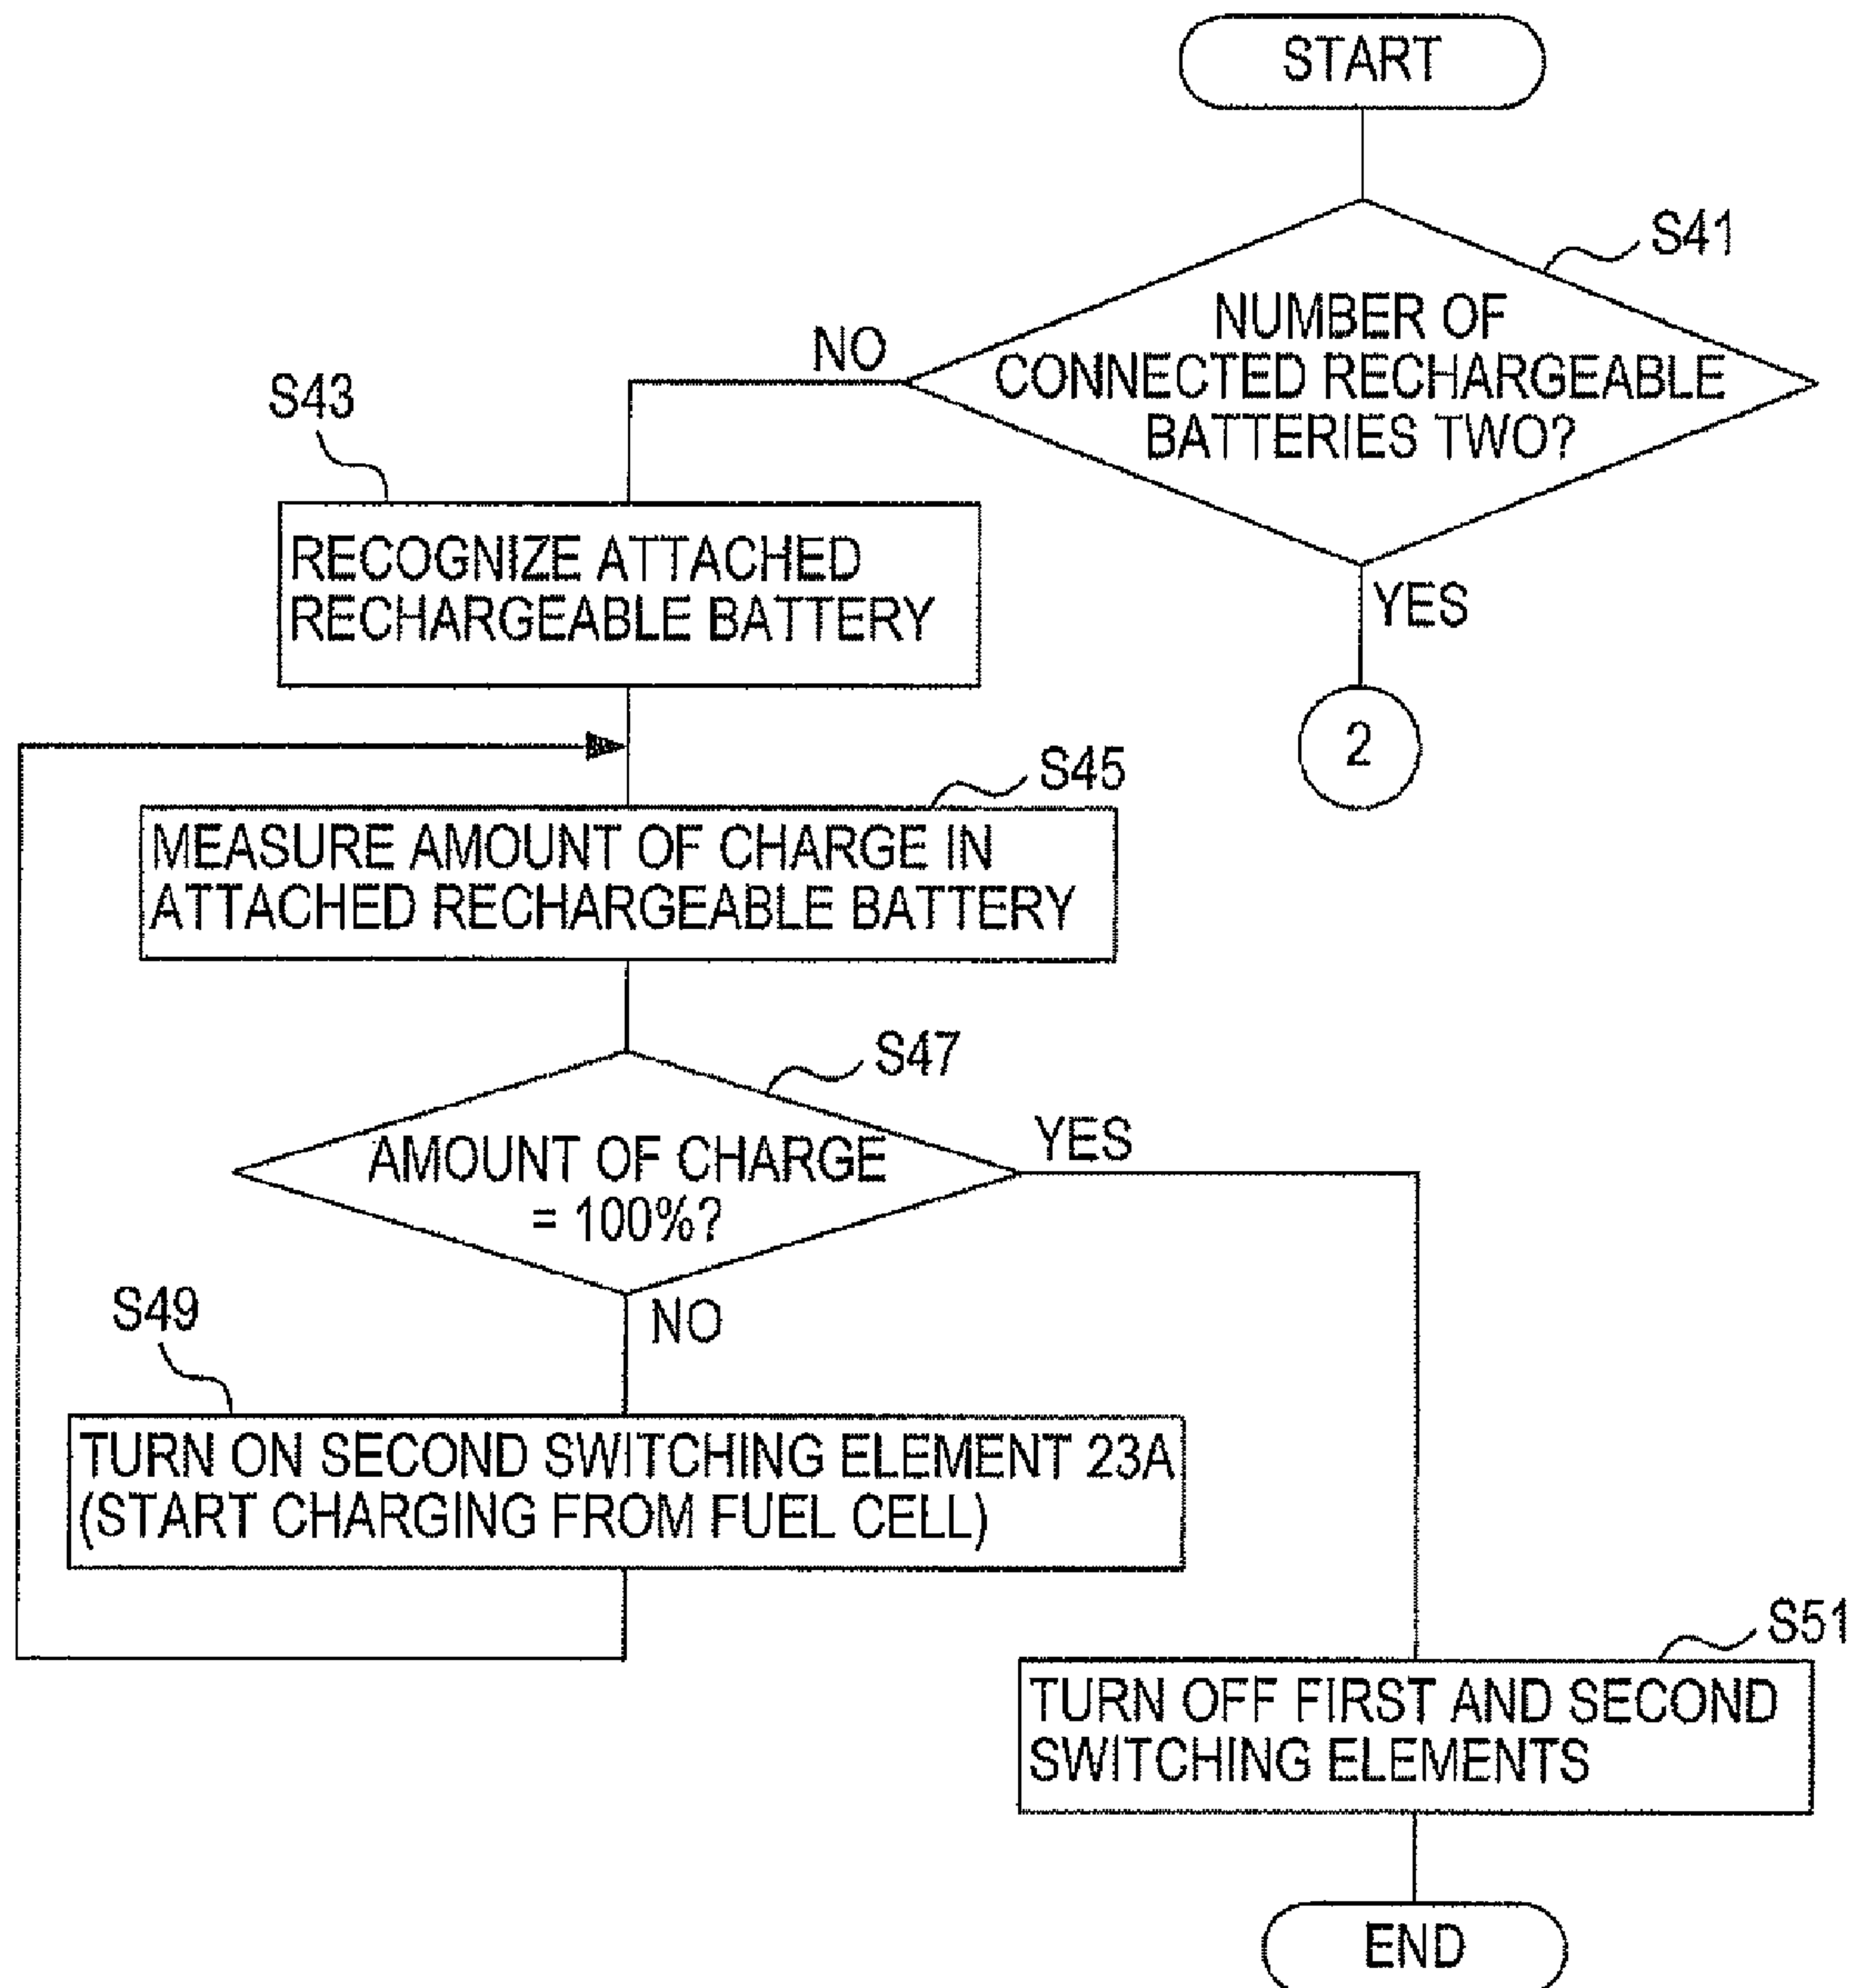 START
S41
NUMBER OF
CONNECTED RECHARGEABLE
BATTERIES TWO?
NO
YES
2
S43
RECOGNIZE ATTACHED
RECHARGEABLE BATTERY
S45
MEASURE AMOUNT OF CHARGE IN
ATTACHED RECHARGEABLE BATTERY
S47
AMOUNT OF CHARGE
= 100%?
YES
NO
S49
TURN ON SECOND SWITCHING ELEMENT 23A
(START CHARGING FROM FUEL CELL)
S51
TURN OFF FIRST AND SECOND
SWITCHING ELEMENTS
END